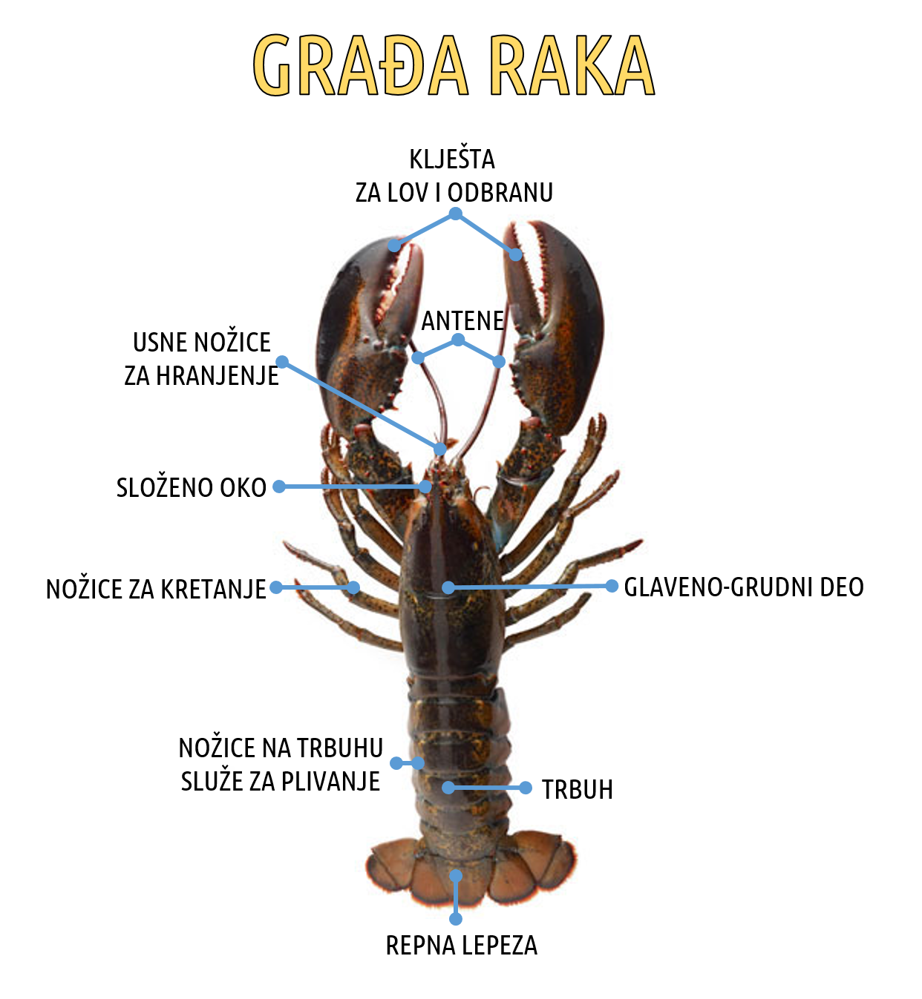 GRAĐA RAKA
KLJEŠTA
ZA LOV I ODBRANU
ANTENE
USNE NOŽICE
ZA HRANJENJE
SLOŽENO OKO
NOŽICE ZA KRETANJE
GLAVENO-GRUDNI DEO
NOŽICE NA TRBUHU
SLUŽE ZA PLIVANJE
TRBUH
REPNA LEPEZA